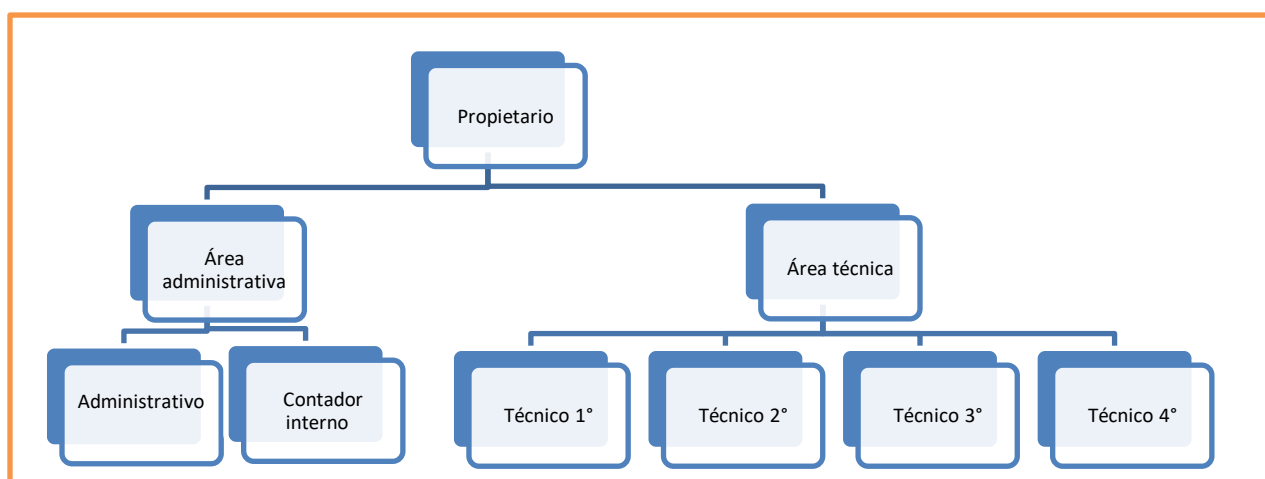 Propietario
Área
administrativa
Área técnica
Administrativo
Contador
interno
Técnico 1°
Técnico 2°
Técnico 3°
Técnico 4°